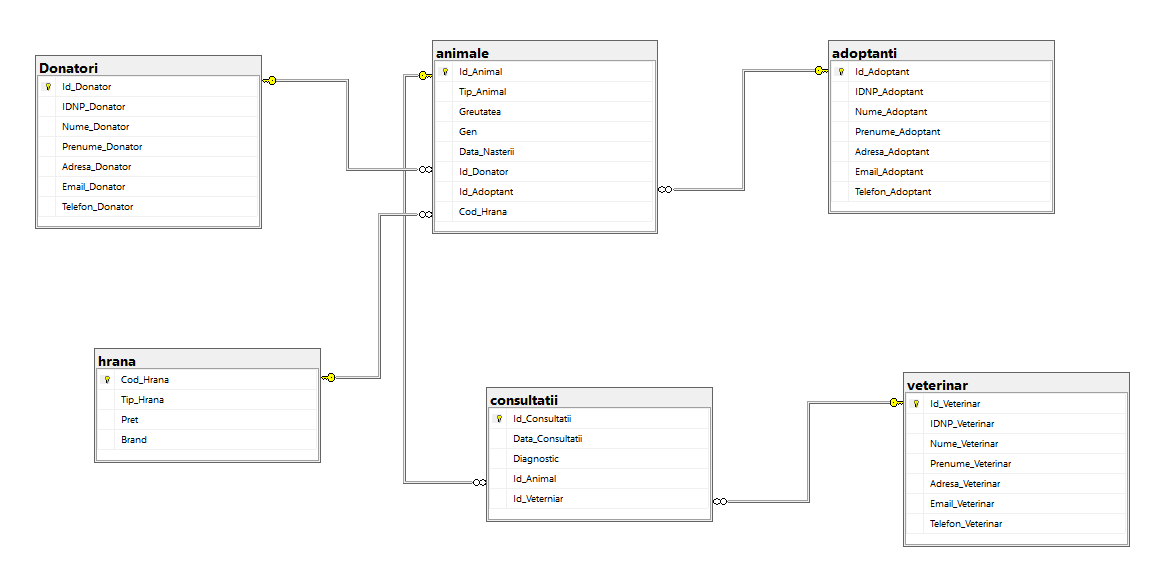 Donatori
Id_Donator
IDNP_Donator
Nume_Donator
Prenume_Donator
Adresa_Donator
Email_Donator
Telefon_Donator
animale
Id_Animal
Tip_Animal
Greutatea
Gen
Data_Nasterii
Id_Donator
Id_Adoptant
Cod_Hrana
adoptanti
Id_Adoptant
IDNP_Adoptant
Nume_Adoptant
Prenume_Adoptant
Adresa_Adoptant
Email_Adoptant
Telefon_Adoptant
hrana
Cod_Hrana
Tip_Hrana
Pret
Brand
consultatii
Id_Consultatii
Data_Consultatii
Diagnostic
Id_Animal
Id_Veterniar
veterinar
Id_Veterinar
IDNP_Veterinar
Nume_Veterinar
Prenume_Veterinar
Adresa_Veterinar
Email_Veterinar
Telefon_Veterinar